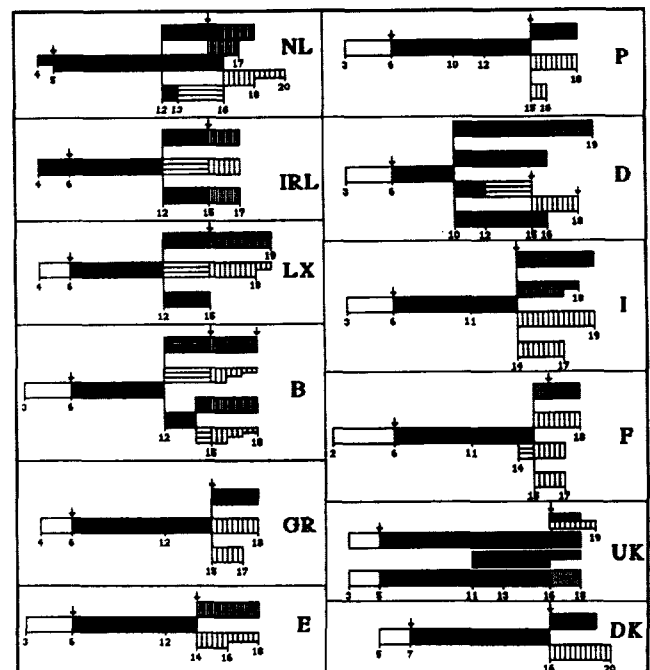 NL
4 5 17
18 20
12 13 16
IRL
4 6 12 15 17
LX
19
4 6 18
12 15
B
3 6
12
15 18
GR
4 6 12 18
15 17
E
3 6 12 18
14 16
P
3 6 10 12 18
15 16
D
19
3 6
18
10 12 15 16
I
18
3 6 11
19
14 17
F
2 6 11 18
14
15 17
UK
19
3 5 11 13 16 18
DK
5 7
16 20